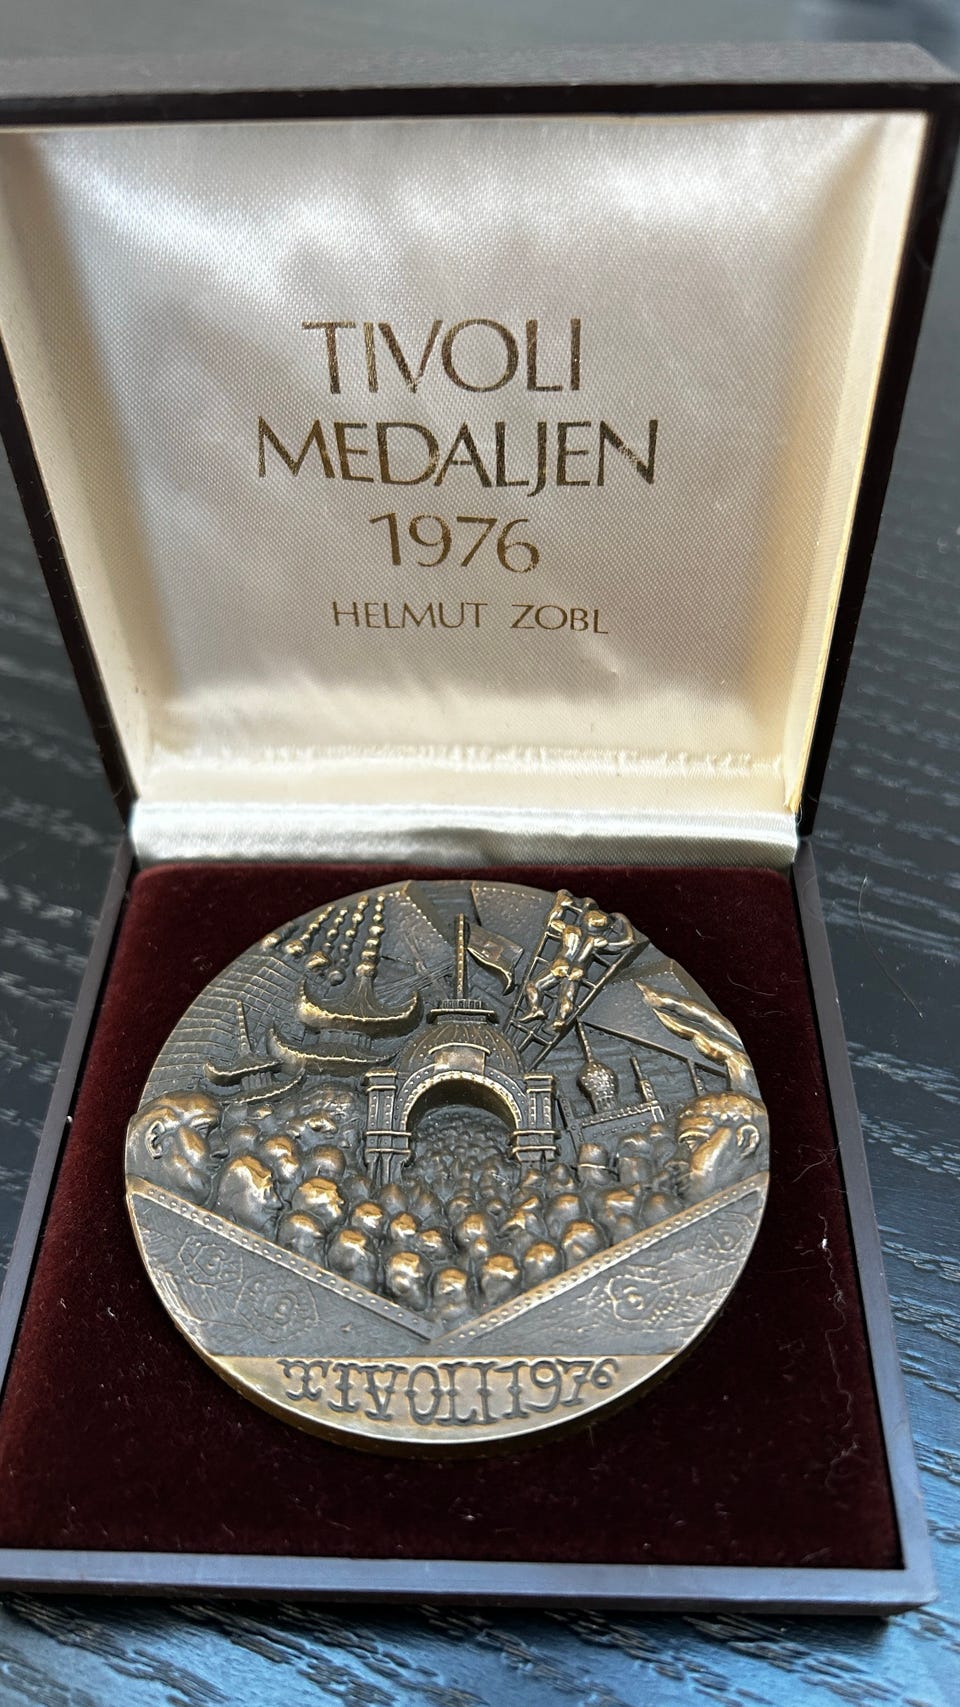 TIVOLI
MEDALJEN
1976
HELMUT ZOBL
TIVOLI 1976